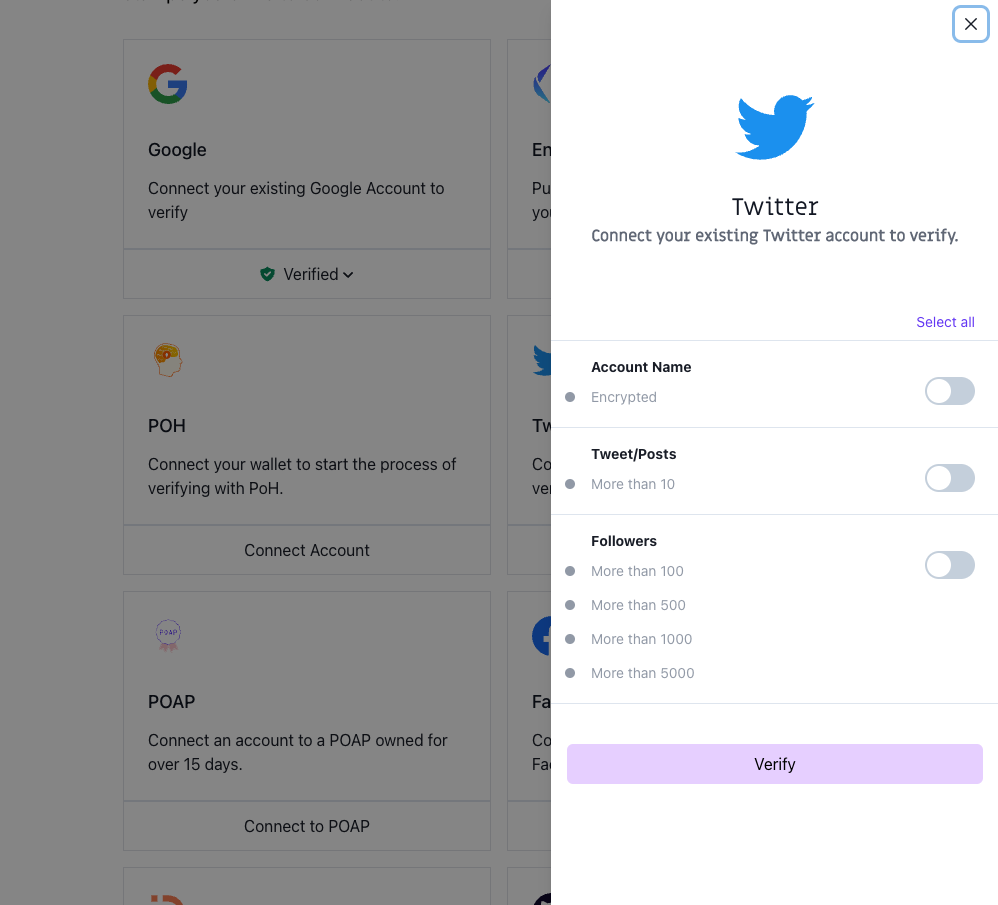 Google
Connect your existing Google Account to
verify
Verified
POH
Connect your wallet to start the process of
verifying with PoH.
Connect Account
POAP
POAP
Connect an account to a POAP owned for
over 15 days.
Connect to POAP
En
Pu
you
Tw
Co
ver
Fa
Co
Fac
Twitter
Connect your existing Twitter account to verify.
Select all
Account Name
Encrypted
Tweet/Posts
More than 10
Followers
More than 100
More than 500
More than 1000
More than 5000
Verify